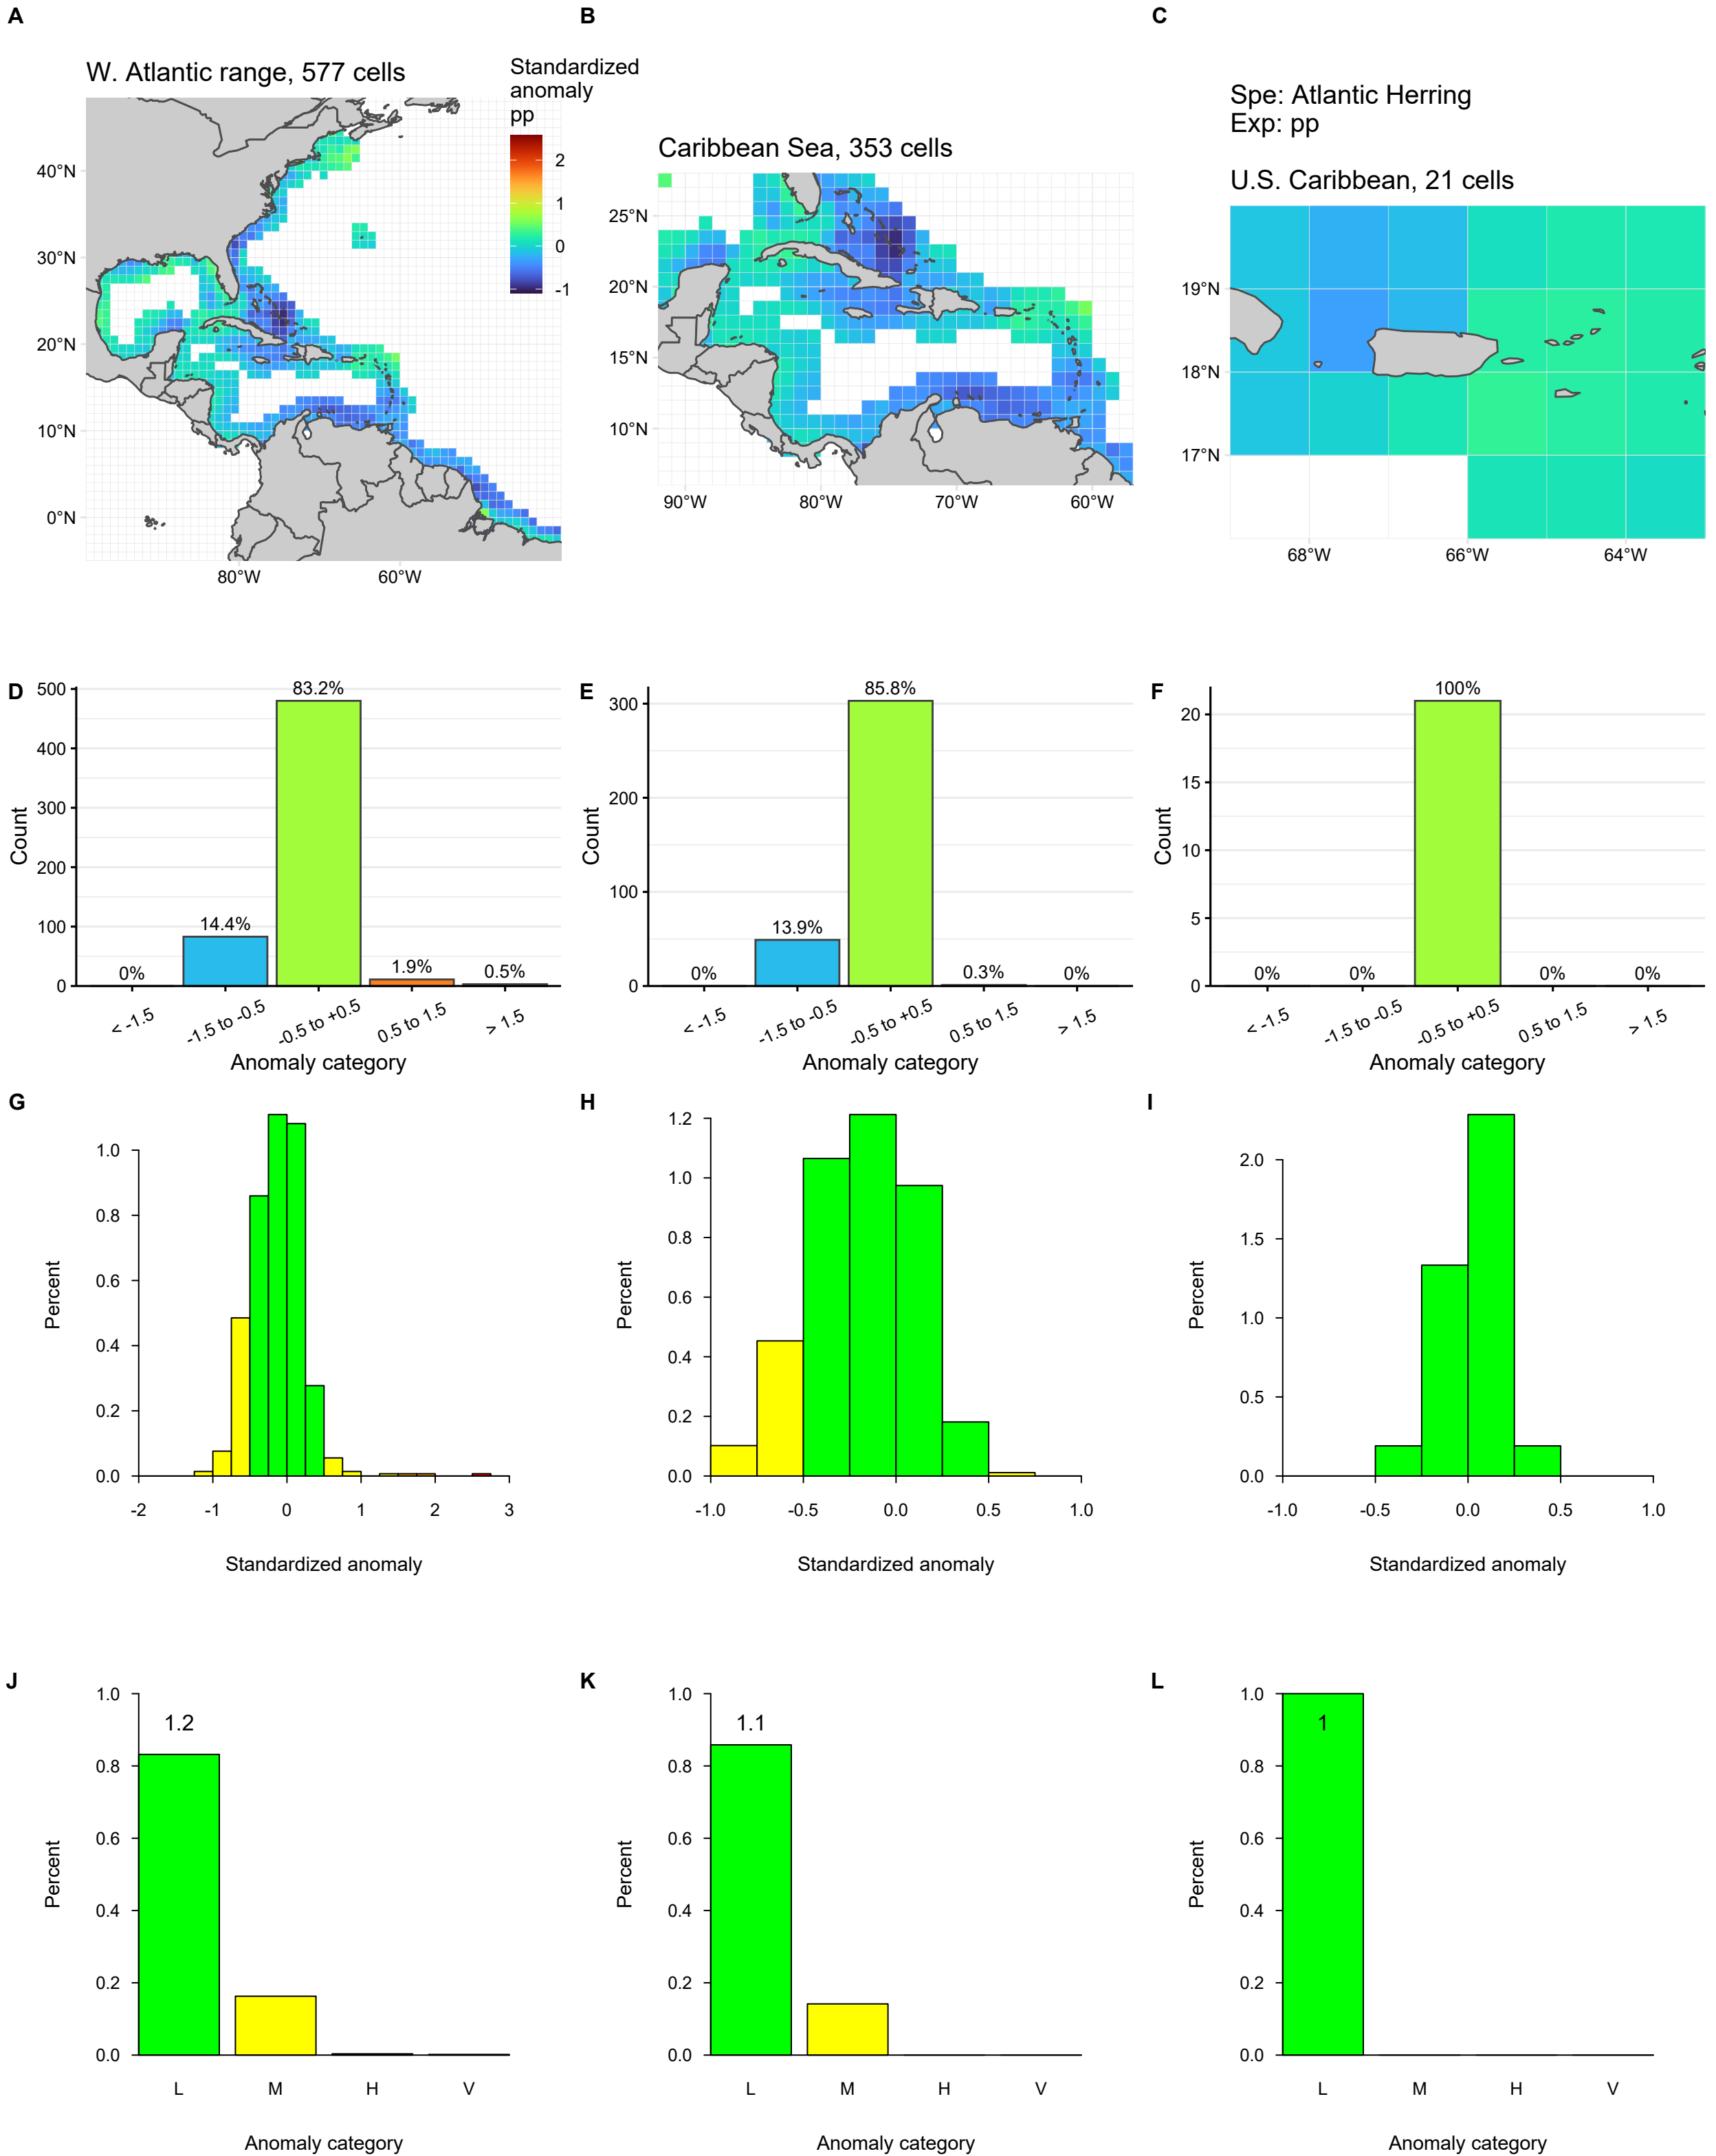 A
B
C
W. Atlantic range, 577 cells
Standardized
anomaly
pp
2
1
0
-1
40°N
30°N
20°N
10°N
0°N
80°W
60°W
Caribbean Sea, 353 cells
25°N
20°N
15°N
10°N
90°W
80°W
70°W
60°W
Spe: Atlantic Herring
Exp: pp
U.S. Caribbean, 21 cells
19°N
18°N
17°N
68°W
66°W
64°W
D
500
400
300
200
100
0
Count
0%
14.4%
83.2%
1.9%
0.5%
< -1.5
-1.5 to -0.5
-0.5 to +0.5
0.5 to 1.5
> 1.5
Anomaly category
E
300
200
100
0
Count
0%
13.9%
85.8%
0.3%
0%
< -1.5
-1.5 to -0.5
-0.5 to +0.5
0.5 to 1.5
> 1.5
Anomaly category
F
20
15
10
5
0
Count
0%
0%
100%
0%
0%
< -1.5
-1.5 to -0.5
-0.5 to +0.5
0.5 to 1.5
> 1.5
Anomaly category
G
1.0
0.8
0.6
0.4
0.2
0.0
Percent
-2
-1
0
1
2
3
Standardized anomaly
H
1.2
1.0
0.8
0.6
0.4
0.2
0.0
Percent
-1.0
-0.5
0.0
0.5
1.0
Standardized anomaly
I
2.0
1.5
1.0
0.5
0.0
Percent
-1.0
-0.5
0.0
0.5
1.0
Standardized anomaly
J
1.0
0.8
0.6
0.4
0.2
0.0
Percent
1.2
L
M
H
V
Anomaly category
K
1.0
0.8
0.6
0.4
0.2
0.0
Percent
1.1
L
M
H
V
Anomaly category
L
1.0
0.8
0.6
0.4
0.2
0.0
Percent
1
L
M
H
V
Anomaly category